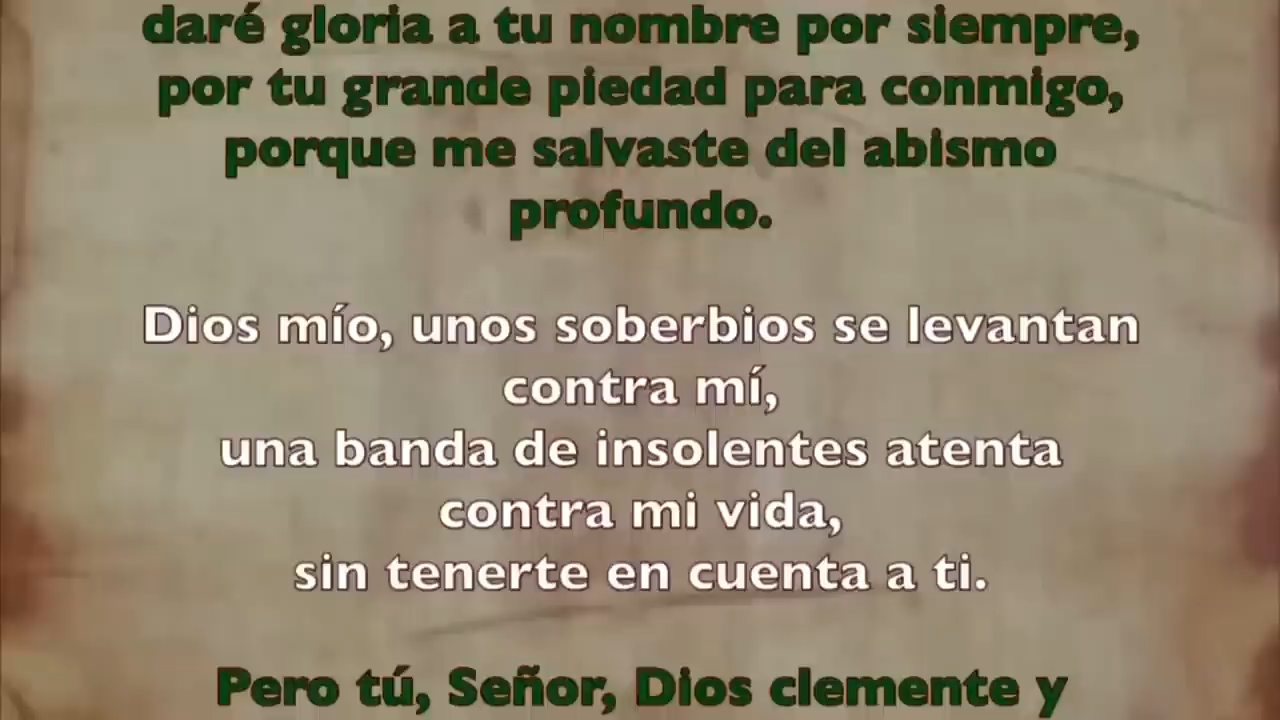 daré gloria a tu nombre por siempre,
por tu grande piedad para conmigo,
porque me salvaste del abismo
profundo.
Dios mío, unos soberbios se levantan
contra mí,
una banda de insolentes atenta
contra mi vida,
sin tenerte en cuenta a ti.
Pero tú, Señor, Dios clemente y